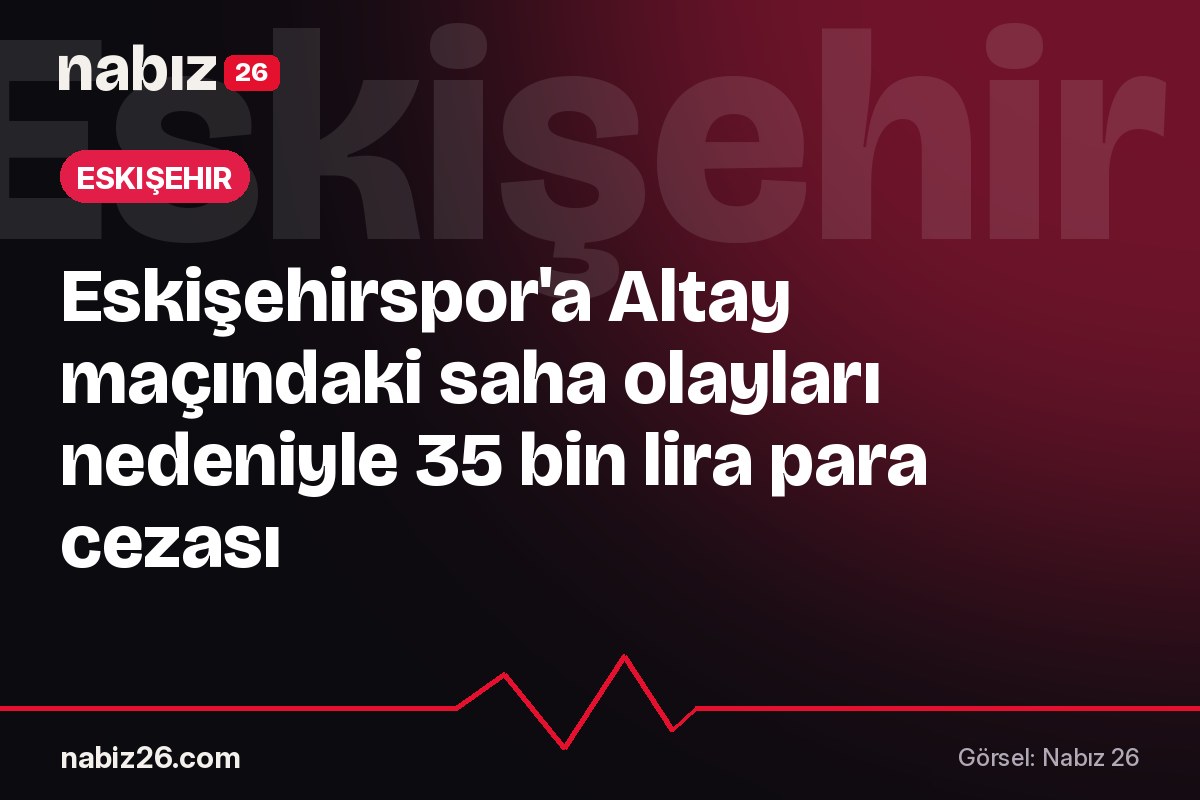 Eskişehir
nabız 26
ESKIŞEHIR
Eskişehirspor'a Altay
maçındaki saha olayları
nedeniyle 35 bin lira para
cezası
nabiz26.com
Görsel: Nabız 26